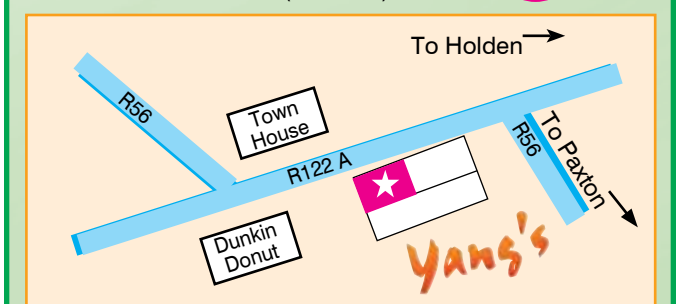 To Holden
R56
Town
House
R122 A
R56
To Paxton
Dunkin
Donut
Yang's